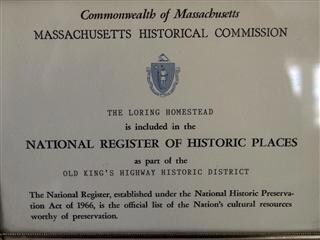 Commonwealth of Massachusetts
MASSACHUSETTS HISTORICAL COMMISSION
THE LORING HOMESTEAD
is included in the
NATIONAL REGISTER OF HISTORIC PLACES
as part of the
OLD KING'S HIGHWAY HISTORIC DISTRICT
The National Register, established under the National Historic Preserva-
tion Act of 1966, is the official list of the Nation's cultural resources
worthy of preservation.